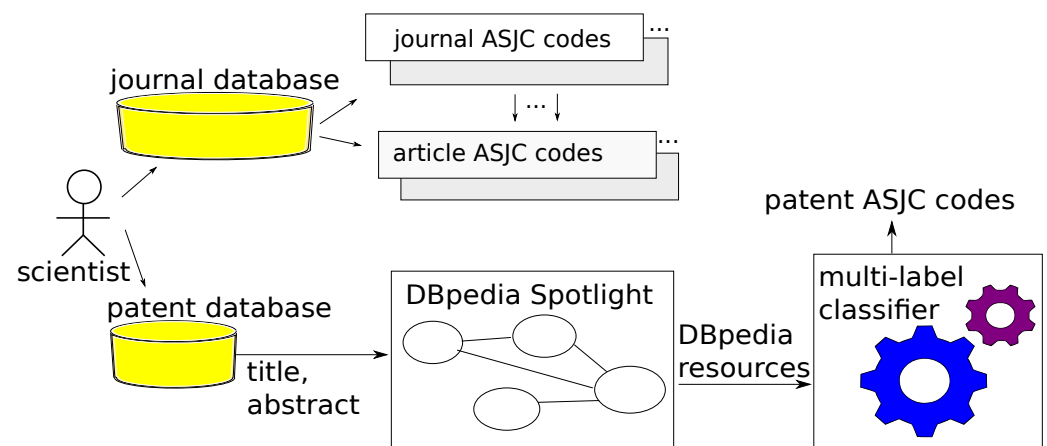 journal ASJC codes
...
journal database
...
article ASJC codes
...
scientist
patent database
title,
abstract
DBpedia Spotlight
DBpedia
resources
patent ASJC codes
multi-label
classifier